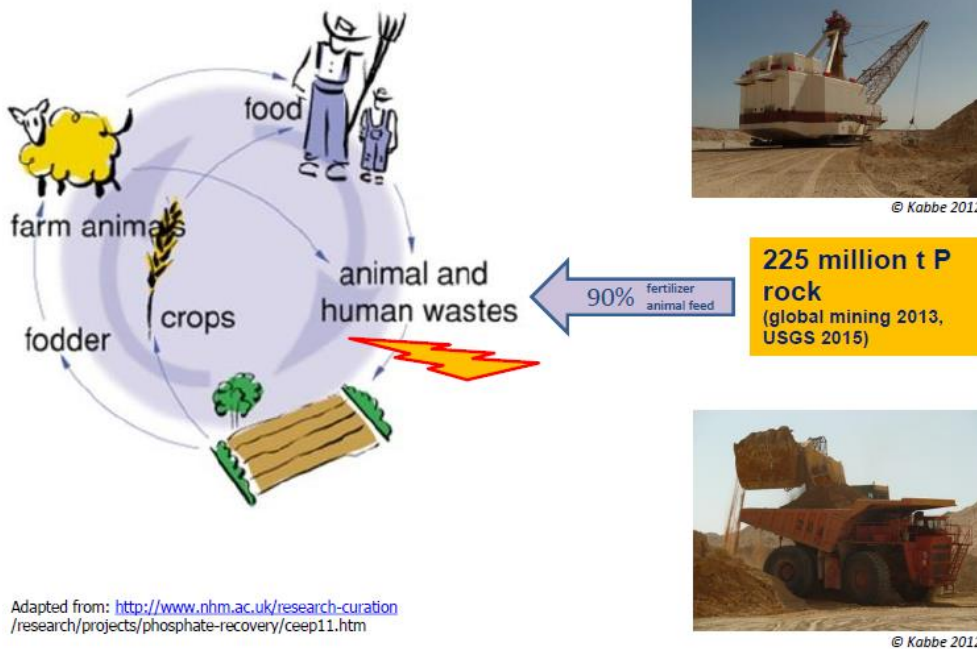 food
farm animals
animal and
human wastes
crops
fodder
© Kabbe 2012
90% fertilizer
animal feed
225 million t P
rock
(global mining 2013,
USGS 2015)
Adapted from: http://www.nhm.ac.uk/research-curation
/research/projects/phosphate-recovery/ceep11.htm
© Kabbe 2012